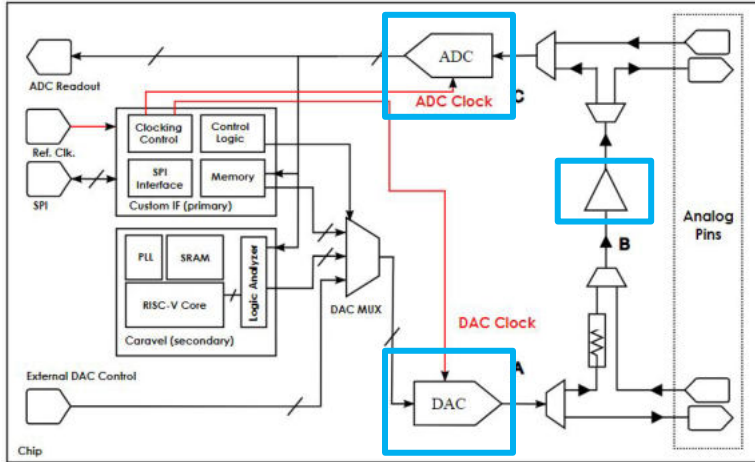 ADC
ADC Readout
ADC Clock
C
Clocking
Control
Control
Logic
Ref. Clk.
SPI
Interface
Memory
SPI
Custom IF (primary)
Analog
Pins
B
PLL
SRAM
Logic Analyzer
RISC-V Core
DAC MUX
Caravel (secondary)
DAC Clock
A
External DAC Control
DAC
Chip